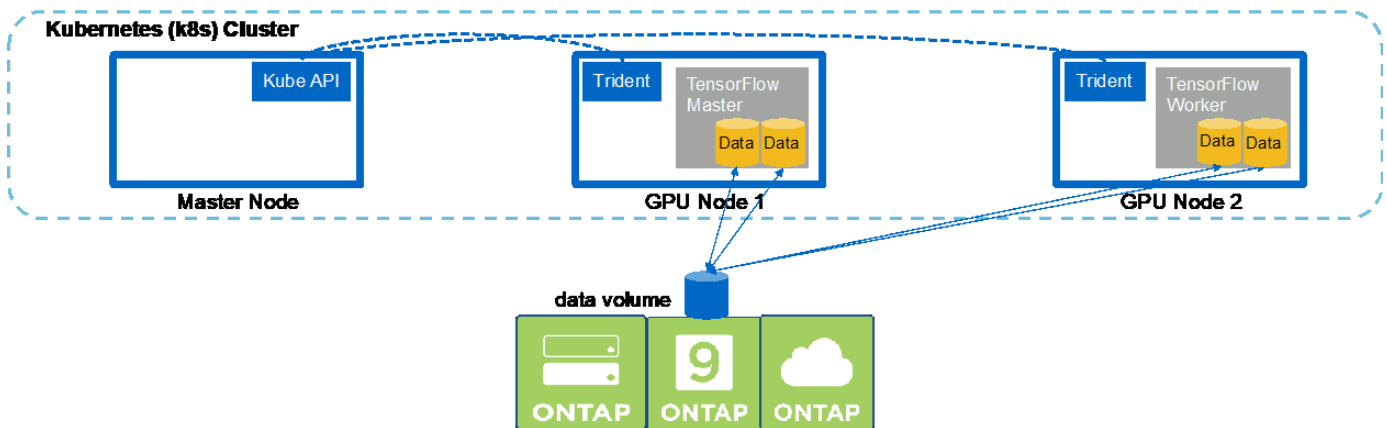 Kubernetes (k8s) Cluster
Kube API
Trident
TensorFlow
Master
Data
Data
Trident
TensorFlow
Worker
Data
Data
Master Node
GPU Node 1
GPU Node 2
data volume
9
ONTAP
ONTAP
ONTAP